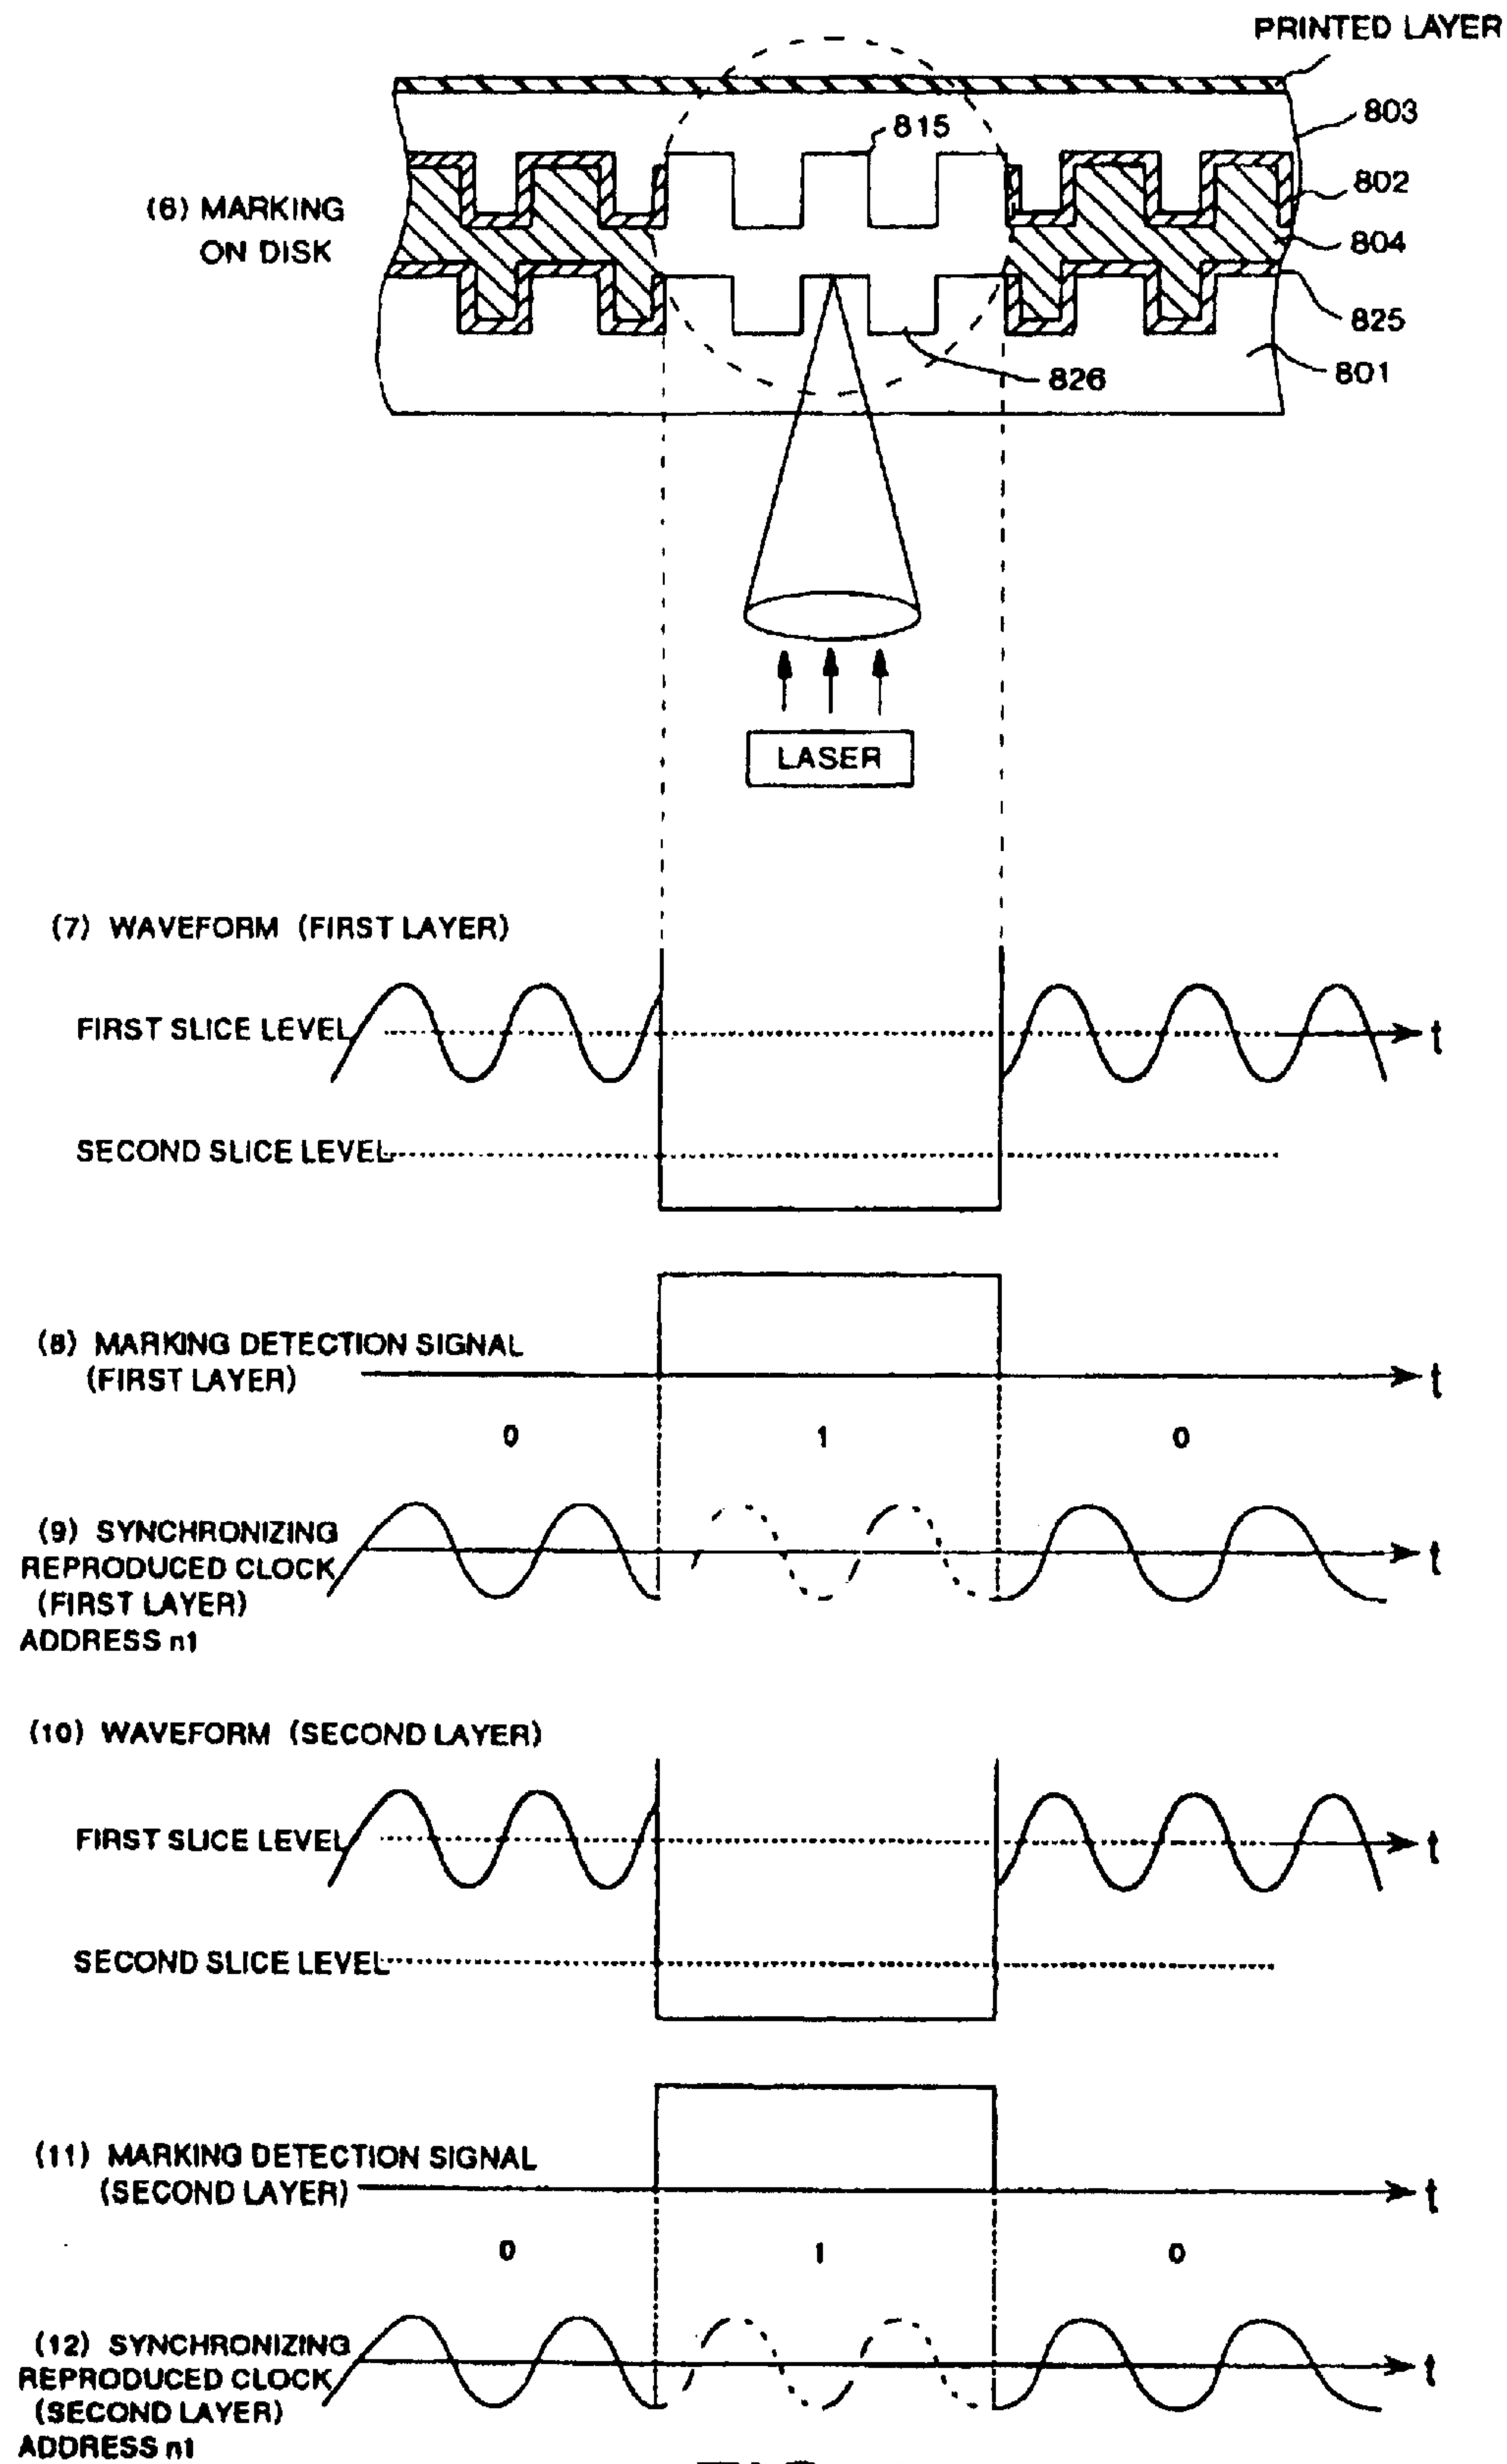 PRINTED LAYER
803
815
802
(6) MARKING
ON DISK
804
825
801
826
LASER
(7) WAVEFORM (FIRST LAYER)
FIRST SLICE LEVEL
t
SECOND SLICE LEVEL
(8) MARKING DETECTION SIGNAL
(FIRST LAYER)
t
0 1 0
(9) SYNCHRONIZING
REPRODUCED CLOCK
(FIRST LAYER)
ADDRESS n1
t
(10) WAVEFORM (SECOND LAYER)
FIRST SLICE LEVEL
t
SECOND SLICE LEVEL
(11) MARKING DETECTION SIGNAL
(SECOND LAYER)
t
0 1 0
(12) SYNCHRONIZING
REPRODUCED CLOCK
(SECOND LAYER)
ADDRESS n1
t